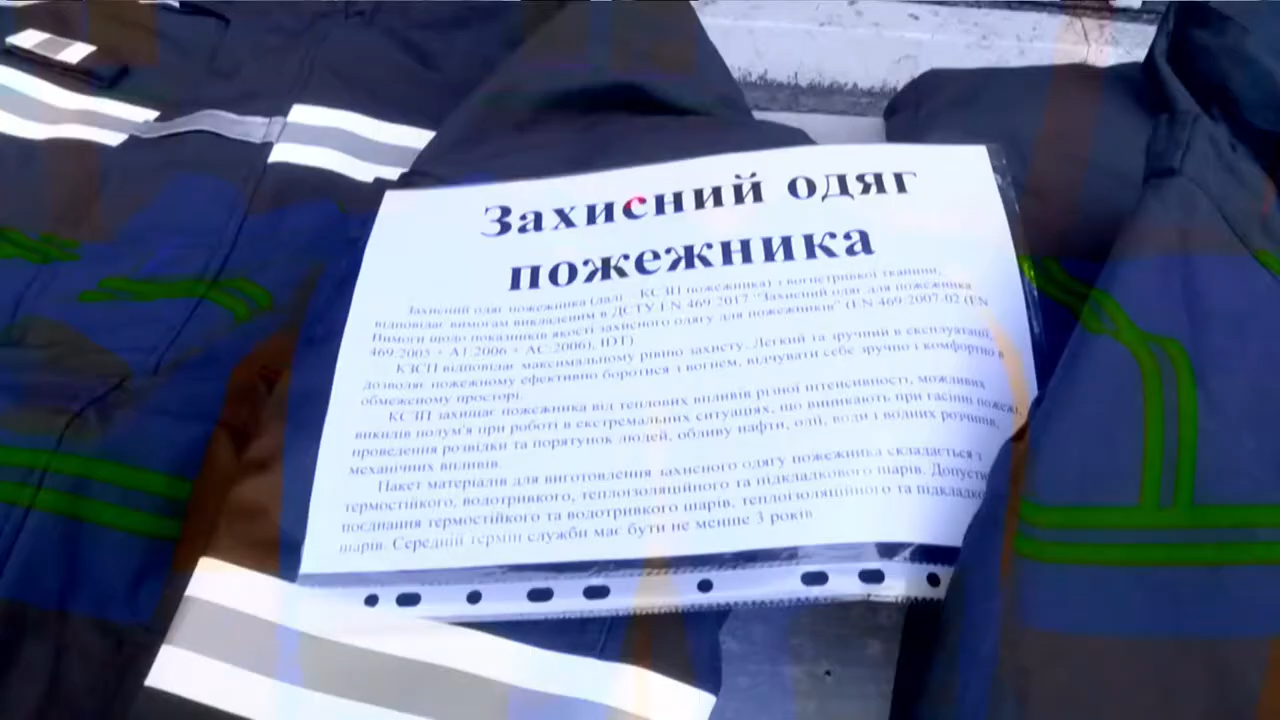 Захисний одяг
пожежника
Захисний одяг пожежника (далі - КСЗП пожежника) з вогнетривкої тканини,
відповідає вимогам викладеним в ДСТУ EN 469:2017 "Захисний одяг для пожежника
Вимоги щодо показників якості захисного одягу для пожежників" (EN 469:2007-02 (EN
469:2005 + A1:2006 + AC:2006), IDT)
КЗСП відповідає максимальному рівню захисту. Легкий та зручний в експлуатації,
дозволяє пожежному ефективно боротися з вогнем, відчувати себе зручно і комфортно в
обмеженому просторі.
КСЗП захищає пожежника від теплових впливів різної інтенсивності, можливих
викидів полум'я при роботі в екстремальних ситуаціях, що виникають при гасінні пожежі,
проведення розвідки та порятунок людей, обливу нафти, олії, води і водних розчинів,
механічних впливів.
Пакет матеріалів для виготовлення захисного одягу пожежника складається з
термостійкого, водотривкого, теплоізоляційного та підкладкового шарів. Допуст
поєднання термостійкого та водотривкого шарів, теплоізоляційного та підкладко
шарів. Середній термін служби має бути не менше 3 років